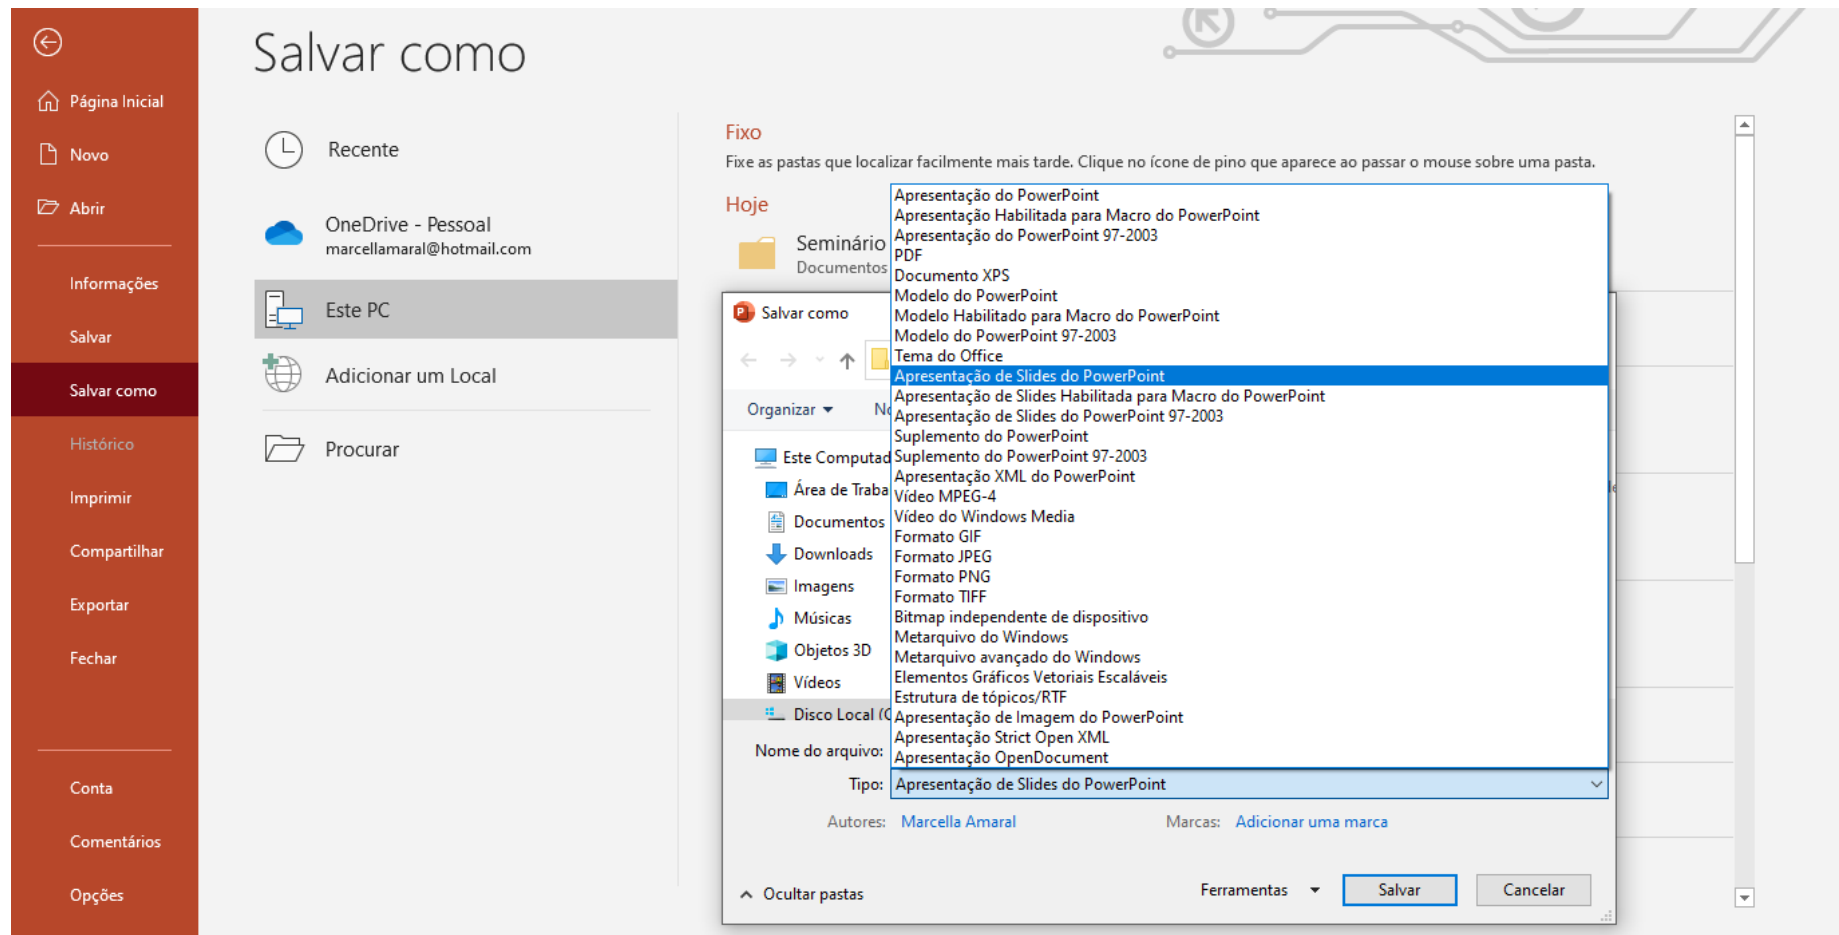 Salvar como
Página Inicial
Novo
Abrir
Informações
Salvar
Salvar como
Histórico
Imprimir
Compartilhar
Exportar
Fechar
Conta
Comentários
Opções
Recente
OneDrive - Pessoal
marcellamaral@hotmail.com
Este PC
Adicionar um Local
Procurar
Fixo
Fixe as pastas que localizar facilmente mais tarde. Clique no ícone de pino que aparece ao passar o mouse sobre uma pasta.
Hoje
Seminário
Documentos
Salvar como
Organizar
Este Computad
Área de Traba
Documentos
Downloads
Imagens
Músicas
Objetos 3D
Vídeos
Disco Local (C
Apresentação do PowerPoint
Apresentação Habilitada para Macro do PowerPoint
Apresentação do PowerPoint 97-2003
PDF
Documento XPS
Modelo do PowerPoint
Modelo Habilitado para Macro do PowerPoint
Modelo do PowerPoint 97-2003
Tema do Office
Apresentação de Slides do PowerPoint
Apresentação de Slides Habilitada para Macro do PowerPoint
Apresentação de Slides do PowerPoint 97-2003
Suplemento do PowerPoint
Suplemento do PowerPoint 97-2003
Apresentação XML do PowerPoint
Vídeo MPEG-4
Vídeo do Windows Media
Formato GIF
Formato JPEG
Formato PNG
Formato TIFF
Bitmap independente de dispositivo
Metarquivo do Windows
Metarquivo avançado do Windows
Elementos Gráficos Vetoriais Escaláveis
Estrutura de tópicos/RTF
Apresentação de Imagem do PowerPoint
Apresentação Strict Open XML
Apresentação OpenDocument
Nome do arquivo:
Tipo: Apresentação de Slides do PowerPoint
Autores: Marcella Amaral Marcas: Adicionar uma marca
Ocultar pastas Ferramentas Salvar Cancelar